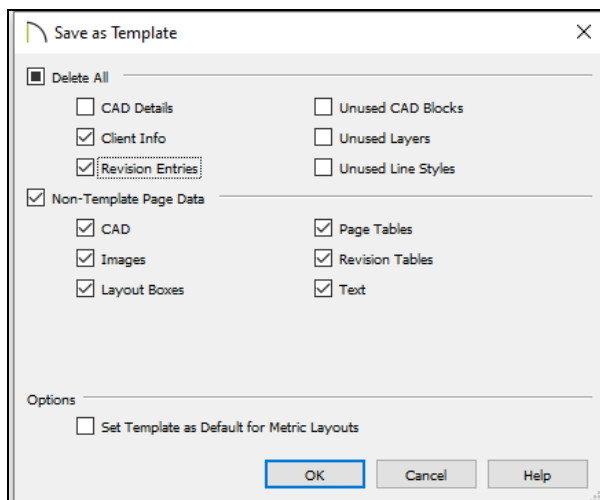 Save as Template
Delete All
CAD Details Unused CAD Blocks
Client Info Unused Layers
Revision Entries Unused Line Styles
Non-Template Page Data
CAD Page Tables
Images Revision Tables
Layout Boxes Text
Options
Set Template as Default for Metric Layouts
OK Cancel Help